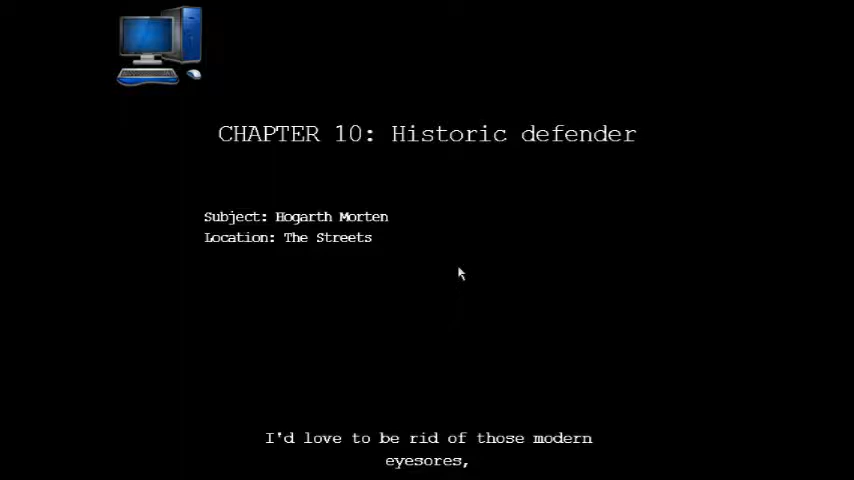 CHAPTER 10: Historic defender
Subject: Hogarth Morten
Location: The Streets
I'd love to be rid of those modern
eyesores,